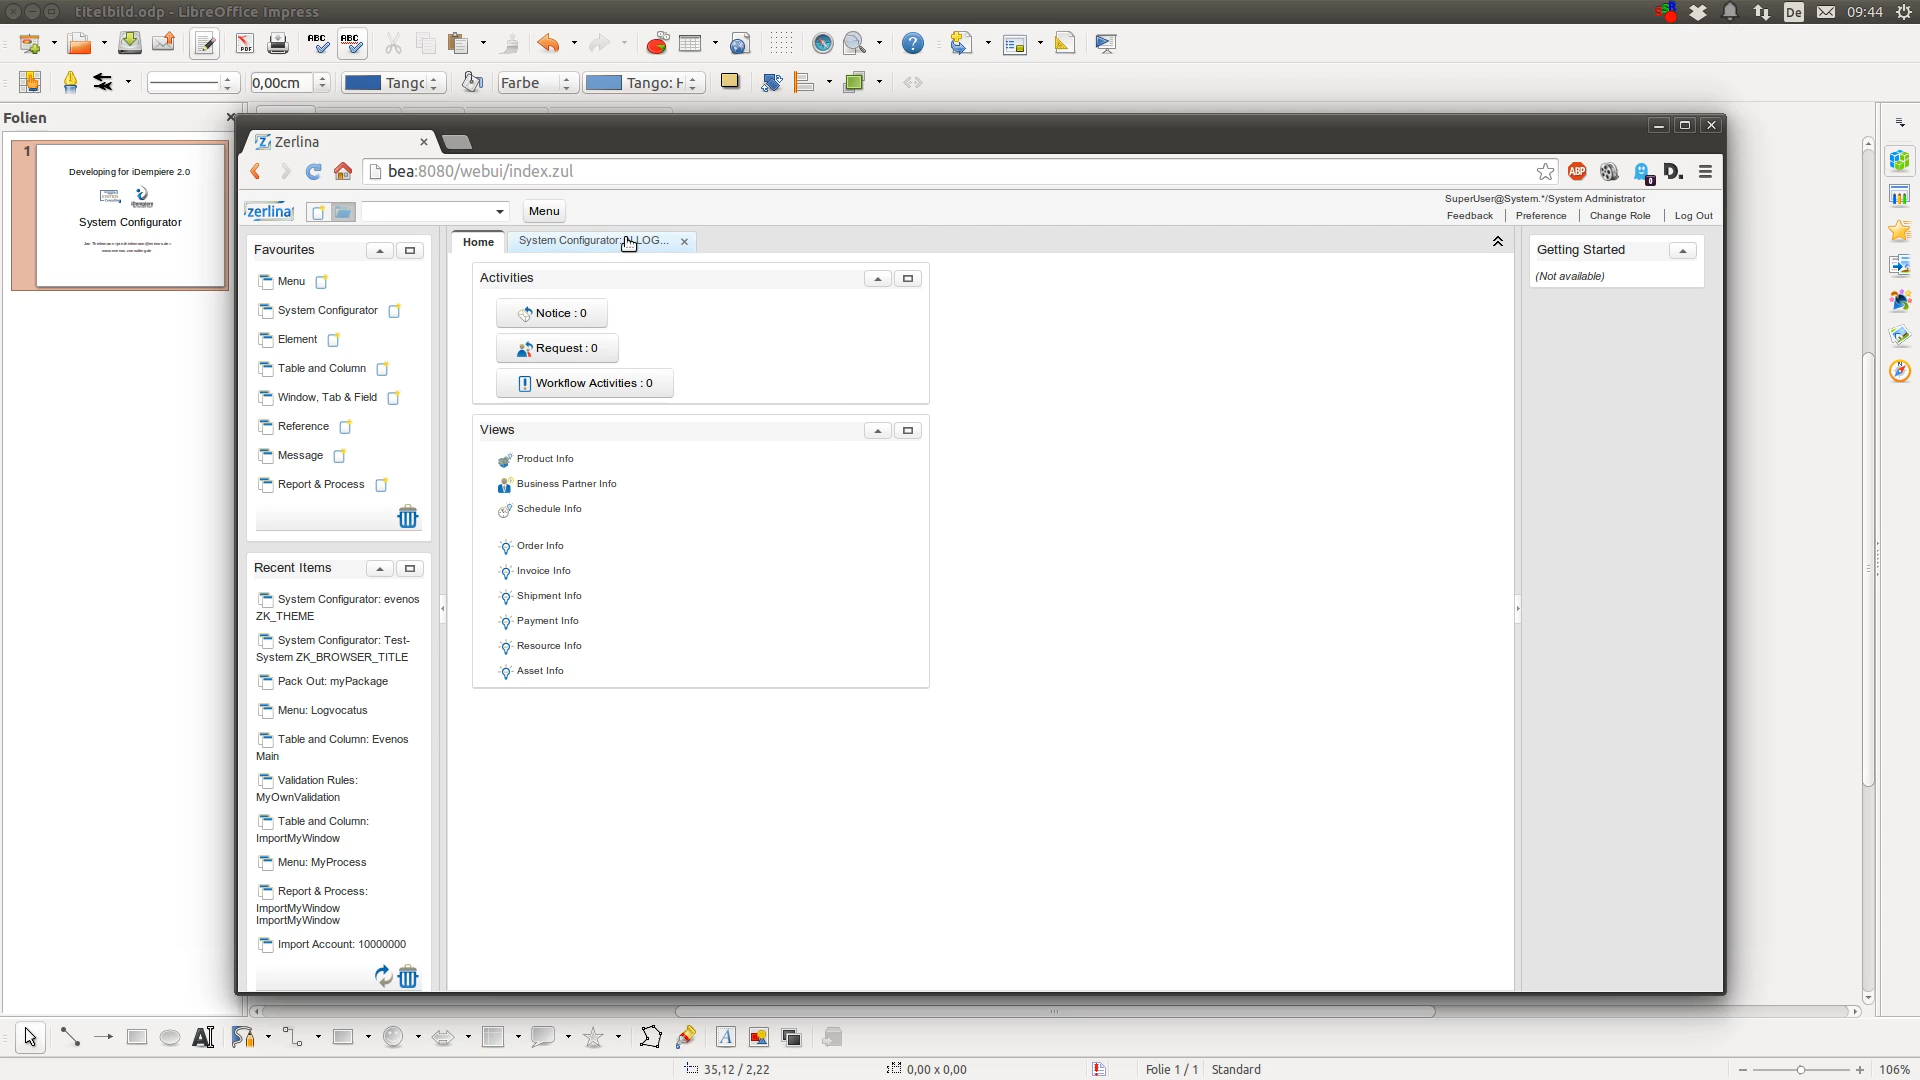 titelbild.odp - LibreOffice Impress
De
09:44
0,00cm
Tango
Farbe
Tango: H
Folien
1
Developing for iDempiere 2.0
System Configurator
Zerlina
bea:8080/webui/index.zul
ABP
0
D.
zerlina
Menu
SuperUser@System.*/System Administrator
Feedback
Preference
Change Role
Log Out
Favourites
Menu
System Configurator
Element
Table and Column
Window, Tab & Field
Reference
Message
Report & Process
Recent Items
System Configurator: evenos
ZK_THEME
System Configurator: Test-
System ZK_BROWSER_TITLE
Pack Out: myPackage
Menu: Logvocatus
Table and Column: Evenos
Main
Validation Rules:
MyOwnValidation
Table and Column:
ImportMyWindow
Menu: MyProcess
Report & Process:
ImportMyWindow
ImportMyWindow
Import Account: 10000000
Home
System Configurator: LOG...
Activities
Notice : 0
Request : 0
Workflow Activities : 0
Views
Product Info
Business Partner Info
Schedule Info
Order Info
Invoice Info
Shipment Info
Payment Info
Resource Info
Asset Info
Getting Started
(Not available)
35,12 / 2,22
0,00 x 0,00
Folie 1 / 1
Standard
106%